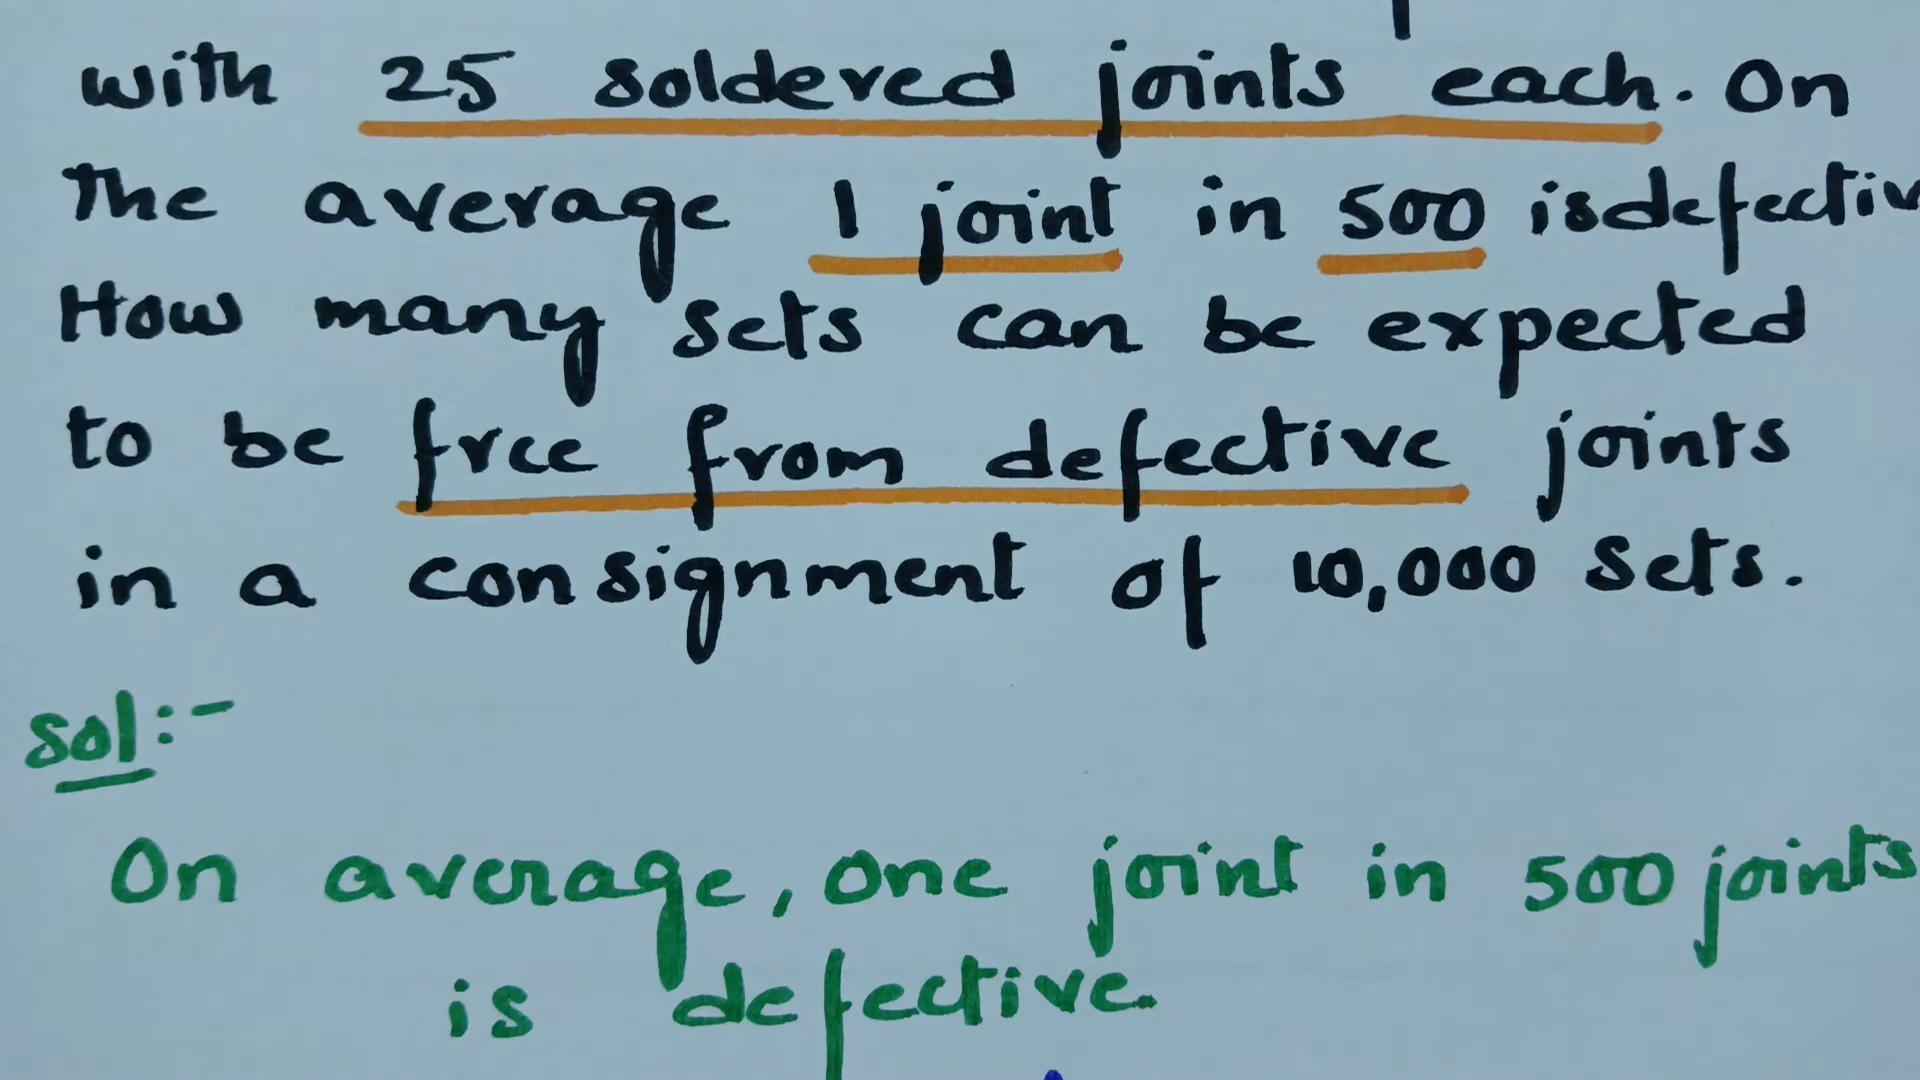 with 25 soldered joints each. On
The average 1 joint in 500 is defectiv
How many sets can be expected
to be free from defective joints
in a consignment of 10,000 sets.
Sol:-
On average, one joint in 500 joints
is defective.